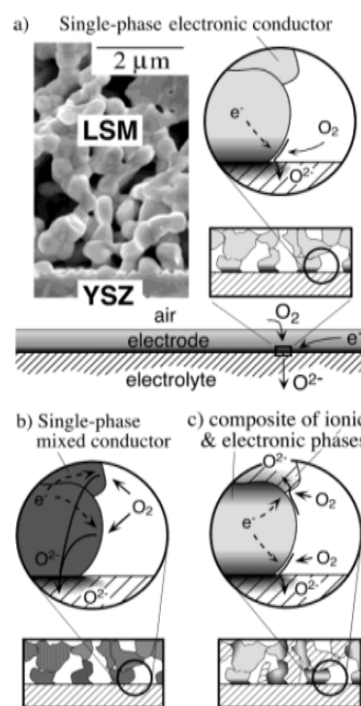 a) Single-phase electronic conductor
2 μm
LSM
YSZ
e-
O2
O2-
air
O2
electrode
e-
electrolyte
O2-
b) Single-phase
mixed conductor
e-
O2
O2-
O2-
c) composite of ionic
& electronic phases
O2-
O2
e-
O2
O2-